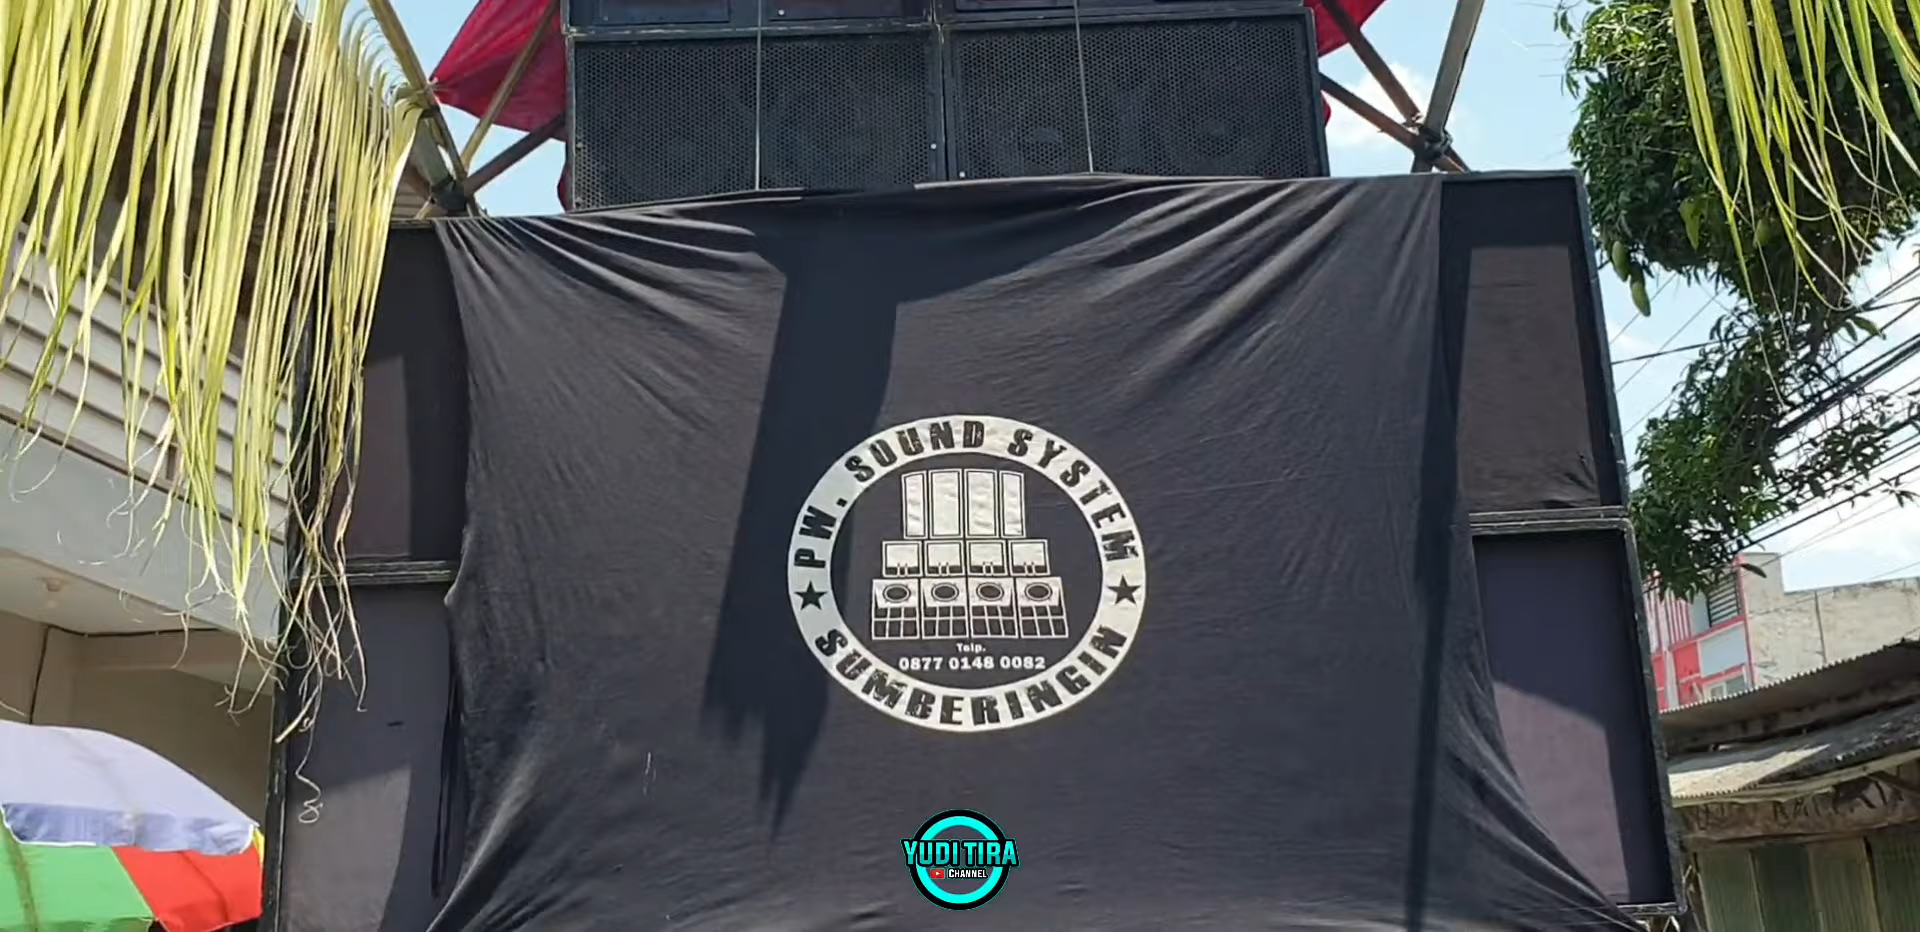 PW. SOUND SYSTEM
Telp.
0877 0148 0082
SUMBERINGIN
YUDI TIRA
CHANNEL